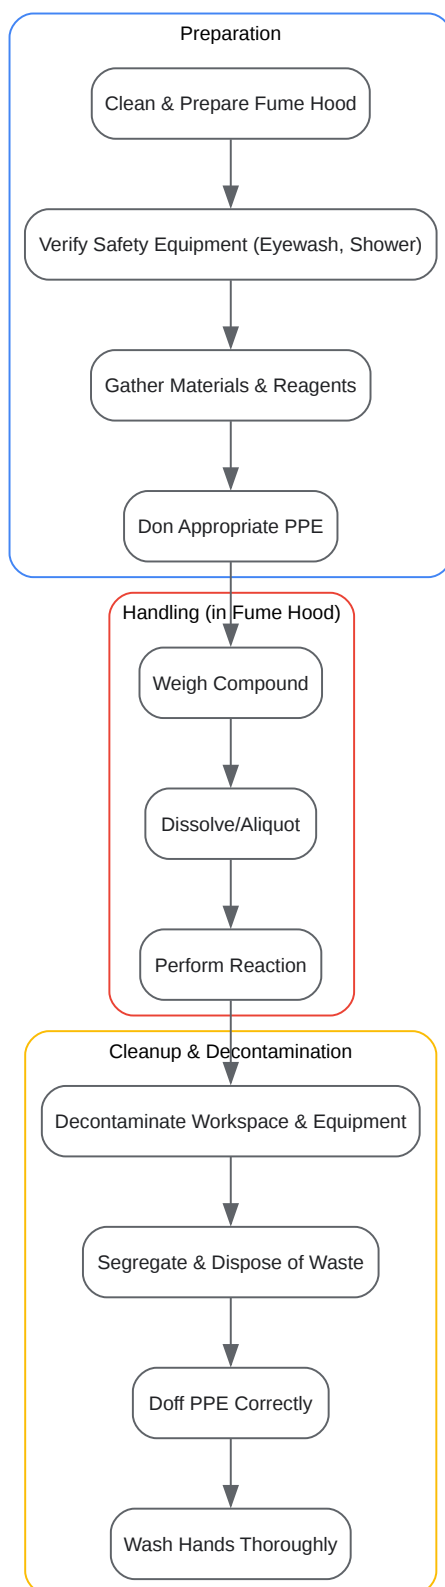 Preparation
Clean & Prepare Fume Hood
Verify Safety Equipment (Eyewash, Shower)
Gather Materials & Reagents
Don Appropriate PPE
Handling (in Fume Hood)
Weigh Compound
Dissolve/Aliquot
Perform Reaction
Cleanup & Decontamination
Decontaminate Workspace & Equipment
Segregate & Dispose of Waste
Doff PPE Correctly
Wash Hands Thoroughly